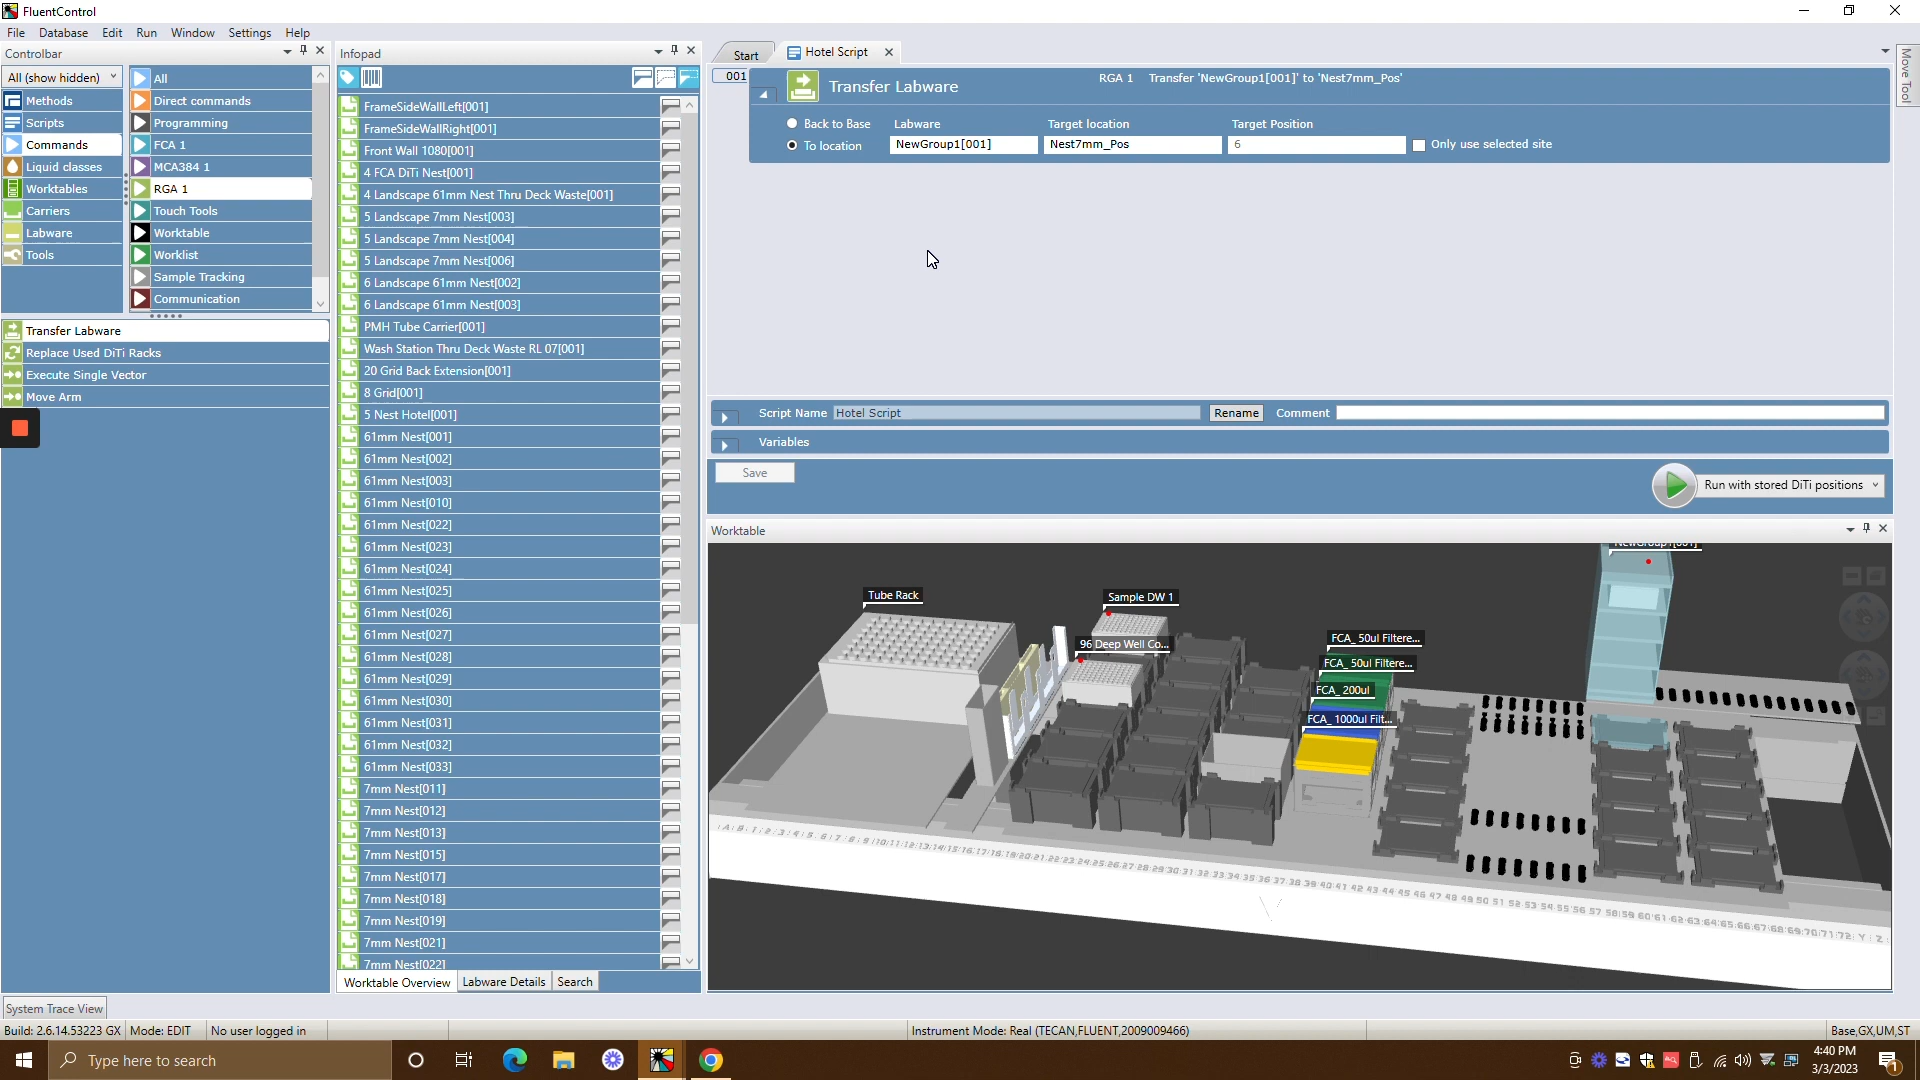 FluentControl
File Database Edit Run Window Settings Help
Controlbar
All (show hidden)
Methods
Scripts
Commands
Liquid classes
Worktables
Carriers
Labware
Tools
All
Direct commands
Programming
FCA 1
MCA384 1
RGA 1
Touch Tools
Worktable
Worklist
Sample Tracking
Communication
Transfer Labware
Replace Used DiTi Racks
Execute Single Vector
Move Arm
Infopad
FrameSideWallLeft[001]
FrameSideWallRight[001]
Front Wall 1080[001]
4 FCA DiTi Nest[001]
4 Landscape 61mm Nest Thru Deck Waste[001]
5 Landscape 7mm Nest[003]
5 Landscape 7mm Nest[004]
5 Landscape 7mm Nest[006]
6 Landscape 61mm Nest[002]
6 Landscape 61mm Nest[003]
PMH Tube Carrier[001]
Wash Station Thru Deck Waste RL 07[001]
20 Grid Back Extension[001]
8 Grid[001]
5 Nest Hotel[001]
61mm Nest[001]
61mm Nest[002]
61mm Nest[003]
61mm Nest[010]
61mm Nest[022]
61mm Nest[023]
61mm Nest[024]
61mm Nest[025]
61mm Nest[026]
61mm Nest[027]
61mm Nest[028]
61mm Nest[029]
61mm Nest[030]
61mm Nest[031]
61mm Nest[032]
61mm Nest[033]
7mm Nest[011]
7mm Nest[012]
7mm Nest[013]
7mm Nest[015]
7mm Nest[017]
7mm Nest[018]
7mm Nest[019]
7mm Nest[021]
7mm Nest[022]
Worktable Overview Labware Details Search
Start Hotel Script
Move Tool
001
Transfer Labware RGA 1 Transfer 'NewGroup1[001]' to 'Nest7mm_Pos'
Back to Base Labware Target location Target Position
To location NewGroup1[001] Nest7mm_Pos 6 Only use selected site
Script Name Hotel Script Rename Comment
Variables
Save
Run with stored DiTi positions
Worktable
NewGroup1[001]
Tube Rack
Sample DW 1
96 Deep Well Co...
FCA_ 50ul Filtere...
FCA_ 50ul Filtere...
FCA_ 200ul
FCA_ 1000ul Filt...
System Trace View
Build: 2.6.14.53223 GX Mode: EDIT No user logged in Instrument Mode: Real (TECAN,FLUENT,2009009466) Base,GX,UM,ST
Type here to search
4:40 PM
3/3/2023
1